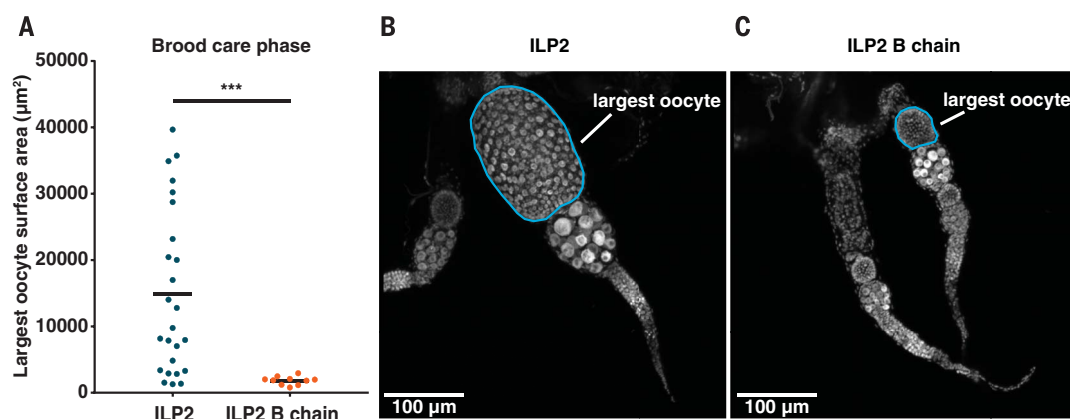 A
Brood care phase
Largest oocyte surface area (µm²)
50000
40000
30000
20000
10000
0
***
ILP2
ILP2 B chain
B
ILP2
largest oocyte
100 µm
C
ILP2 B chain
largest oocyte
100 µm